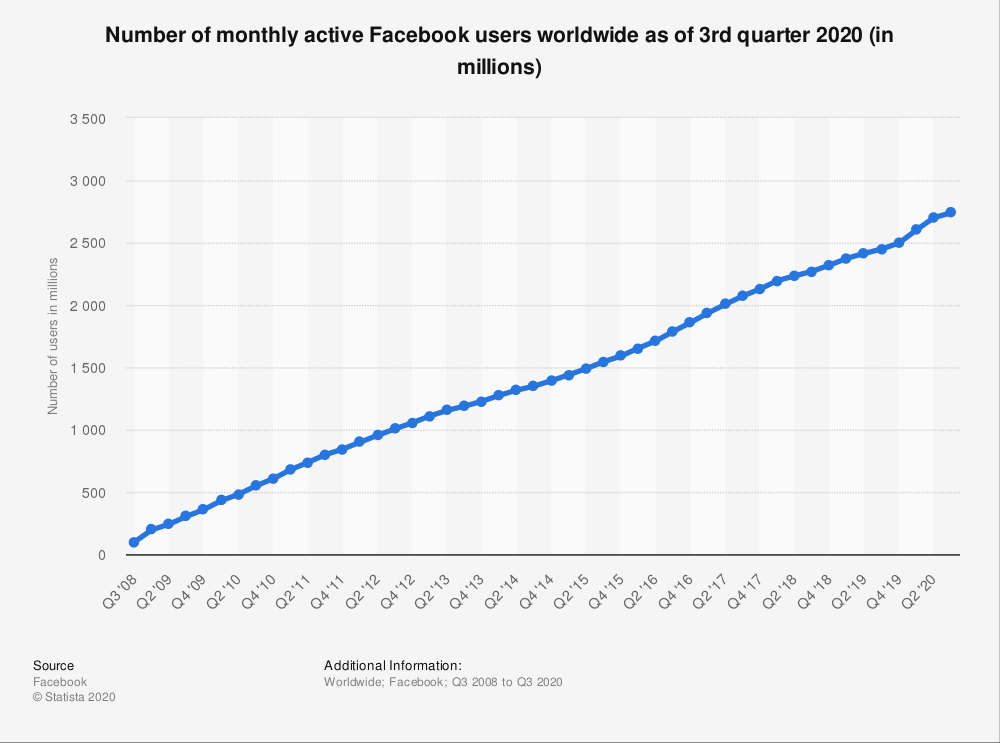 Number of monthly active Facebook users worldwide as of 3rd quarter 2020 (in
millions)
Number of users in millions
3 500
3 000
2 500
2 000
1 500
1 000
500
0
Q3 '08
Q2 '09
Q4 '09
Q2 '10
Q4 '10
Q2 '11
Q4 '11
Q2 '12
Q4 '12
Q2 '13
Q4 '13
Q2 '14
Q4 '14
Q2 '15
Q4 '15
Q2 '16
Q4 '16
Q2 '17
Q4 '17
Q2 '18
Q4 '18
Q2 '19
Q4 '19
Q2 '20
Source
Facebook
© Statista 2020
Additional Information:
Worldwide; Facebook; Q3 2008 to Q3 2020